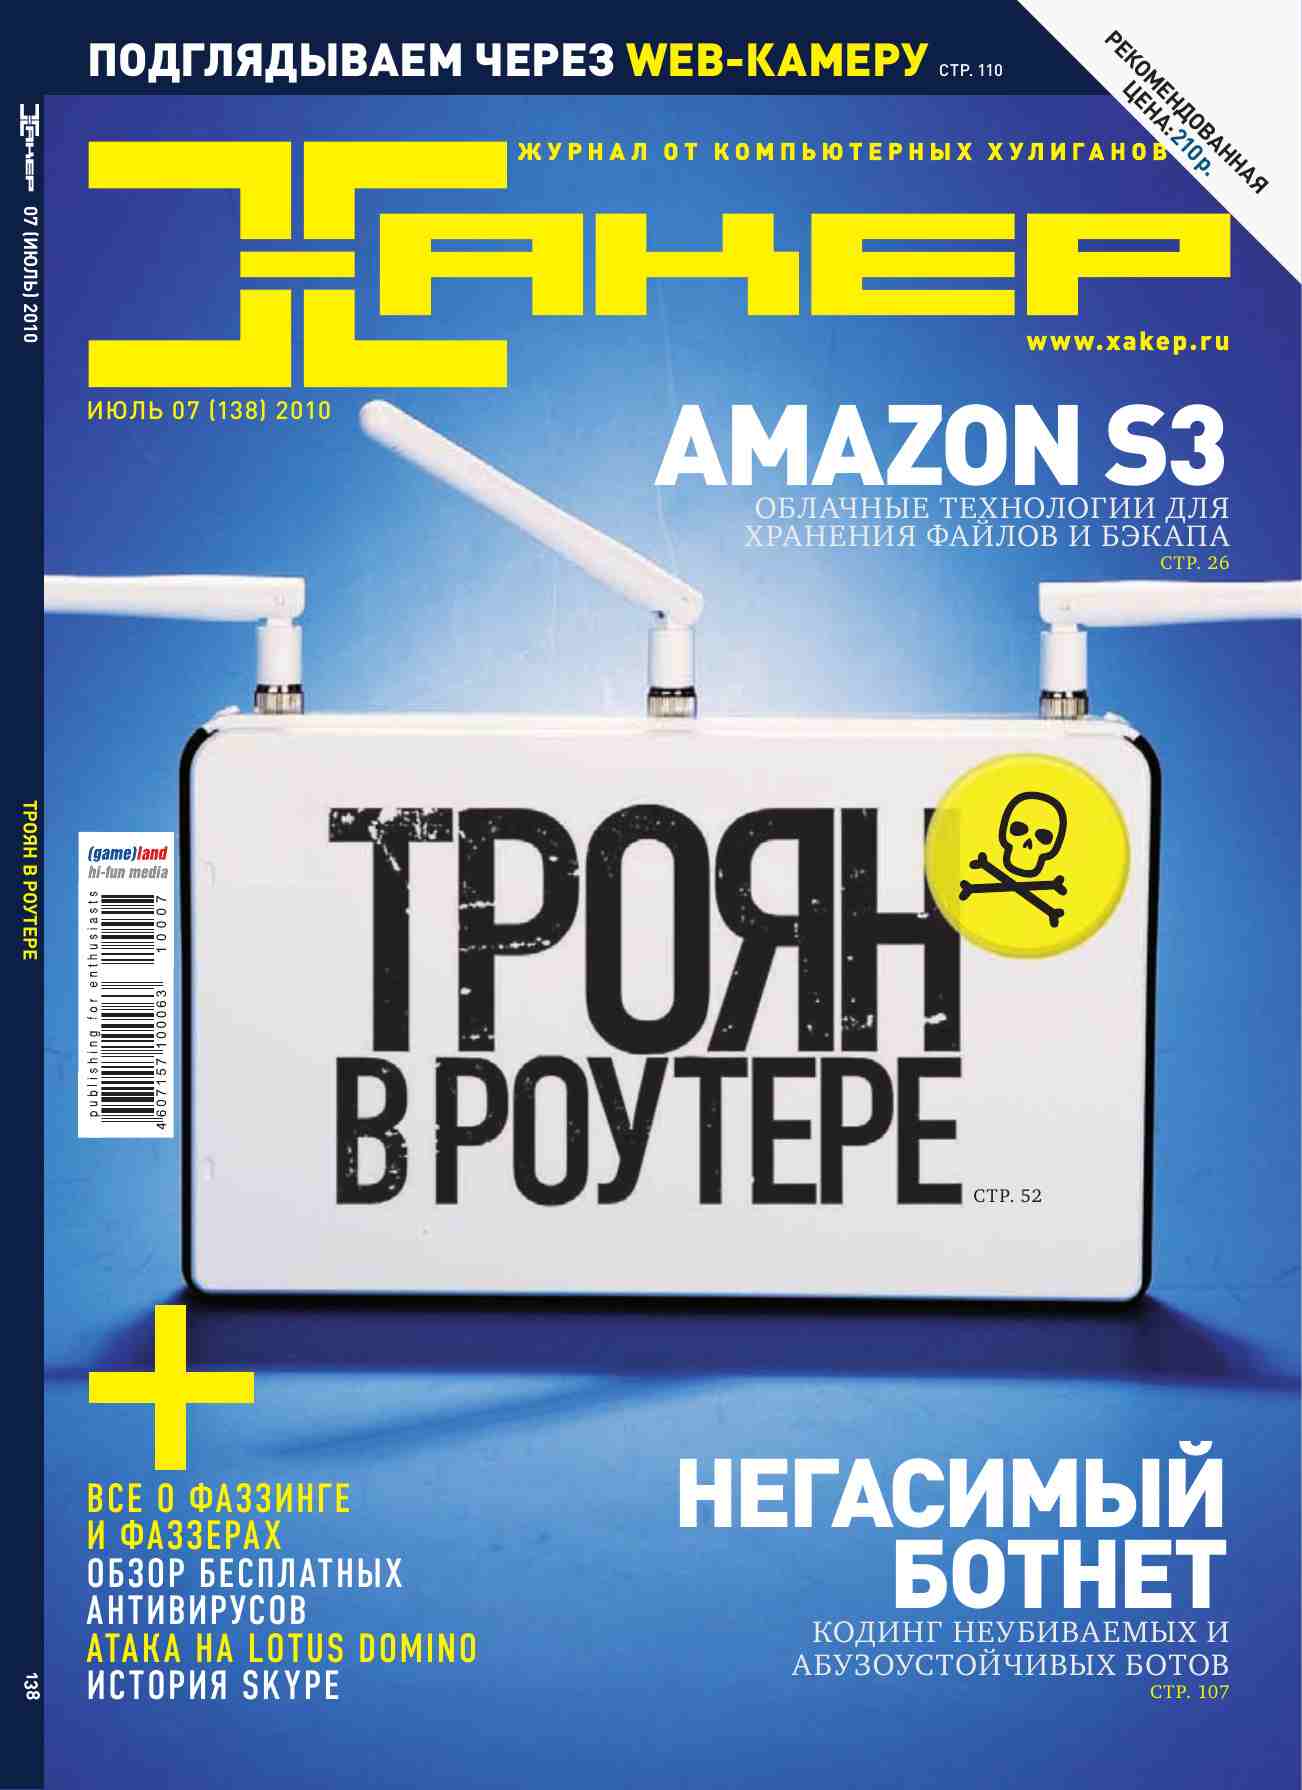 ПОДГЛЯДЫВАЕМ ЧЕРЕЗ WEB-КАМЕРУ СТР. 110
РЕКОМЕНДОВАННАЯ
ЦЕНА: 210р.
ЖУРНАЛ ОТ КОМПЬЮТЕРНЫХ ХУЛИГАНОВ
ХАКЕР
www.xakep.ru
ИЮЛЬ 07 (138) 2010
AMAZON S3
ОБЛАЧНЫЕ ТЕХНОЛОГИИ ДЛЯ
ХРАНЕНИЯ ФАЙЛОВ И БЭКАПА
СТР. 26
ТРОЯН
В РОУТЕРЕ
СТР. 52
(game)land
hi-fun media
publishing for enthusiasts
4 607157 100063
10007
ВСЕ О ФАЗЗИНГЕ
И ФАЗЗЕРАХ
ОБЗОР БЕСПЛАТНЫХ
АНТИВИРУСОВ
АТАКА НА LOTUS DOMINO
ИСТОРИЯ SKYPE
НЕГАСИМЫЙ
БОТНЕТ
КОДИНГ НЕУБИВАЕМЫХ И
АБУЗОУСТОЙЧИВЫХ БОТОВ
СТР. 107
ХАКЕР 07 (ИЮЛЬ) 2010
ТРОЯН В РОУТЕРЕ
138